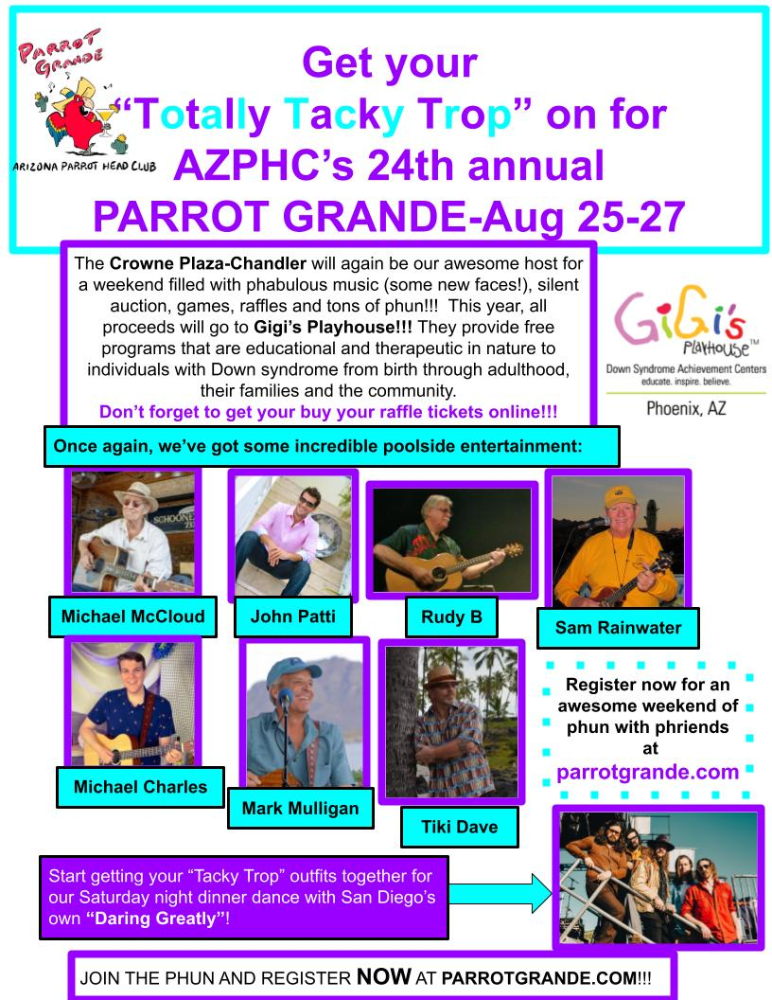 PARROT
GRANDE
ARIZONA PARROT HEAD CLUB
Get your
“Totally Tacky Trop” on for
AZPHC’s 24th annual
PARROT GRANDE-Aug 25-27
The Crowne Plaza-Chandler will again be our awesome host for
a weekend filled with phabulous music (some new faces!), silent
auction, games, raffles and tons of phun!!!  This year, all
proceeds will go to Gigi’s Playhouse!!! They provide free
programs that are educational and therapeutic in nature to
individuals with Down syndrome from birth through adulthood,
their families and the community.
Don’t forget to get your buy your raffle tickets online!!!
GiGi’s
PLAYHOUSE™
Down Syndrome Achievement Centers
educate. inspire. believe.
Phoenix, AZ
Once again, we’ve got some incredible poolside entertainment:
SCHOONE
Michael McCloud
John Patti
Rudy B
Sam Rainwater
Michael Charles
Mark Mulligan
Tiki Dave
Register now for an
awesome weekend of
phun with phriends
at
parrotgrande.com
Start getting your “Tacky Trop” outfits together for
our Saturday night dinner dance with San Diego’s
own “Daring Greatly”!
JOIN THE PHUN AND REGISTER NOW AT PARROTGRANDE.COM!!!